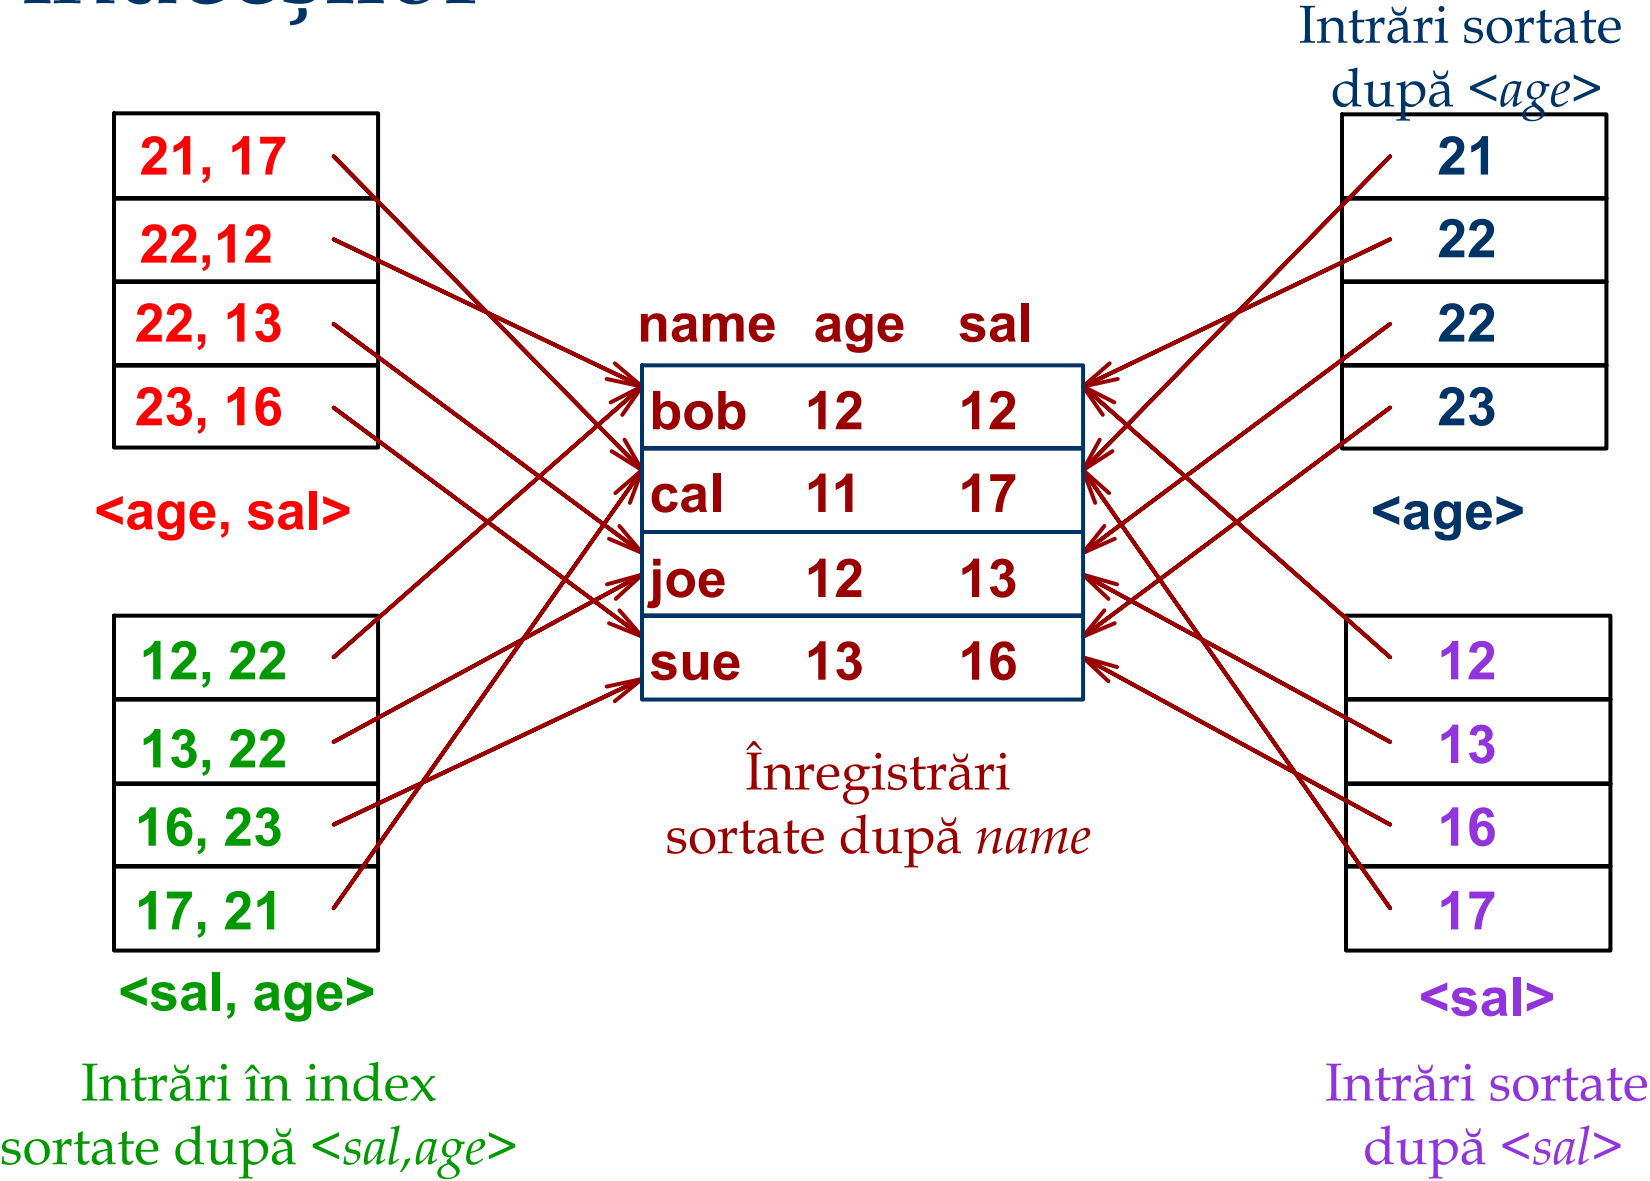 Intrări sortate
după <age>
21, 17
22,12
22, 13
23, 16
<age, sal>
21
22
22
23
<age>
name age sal
bob 12 12
cal 11 17
joe 12 13
sue 13 16
Înregistrări
sortate după name
12, 22
13, 22
16, 23
17, 21
<sal, age>
Intrări în index
sortate după <sal,age>
12
13
16
17
<sal>
Intrări sortate
după <sal>